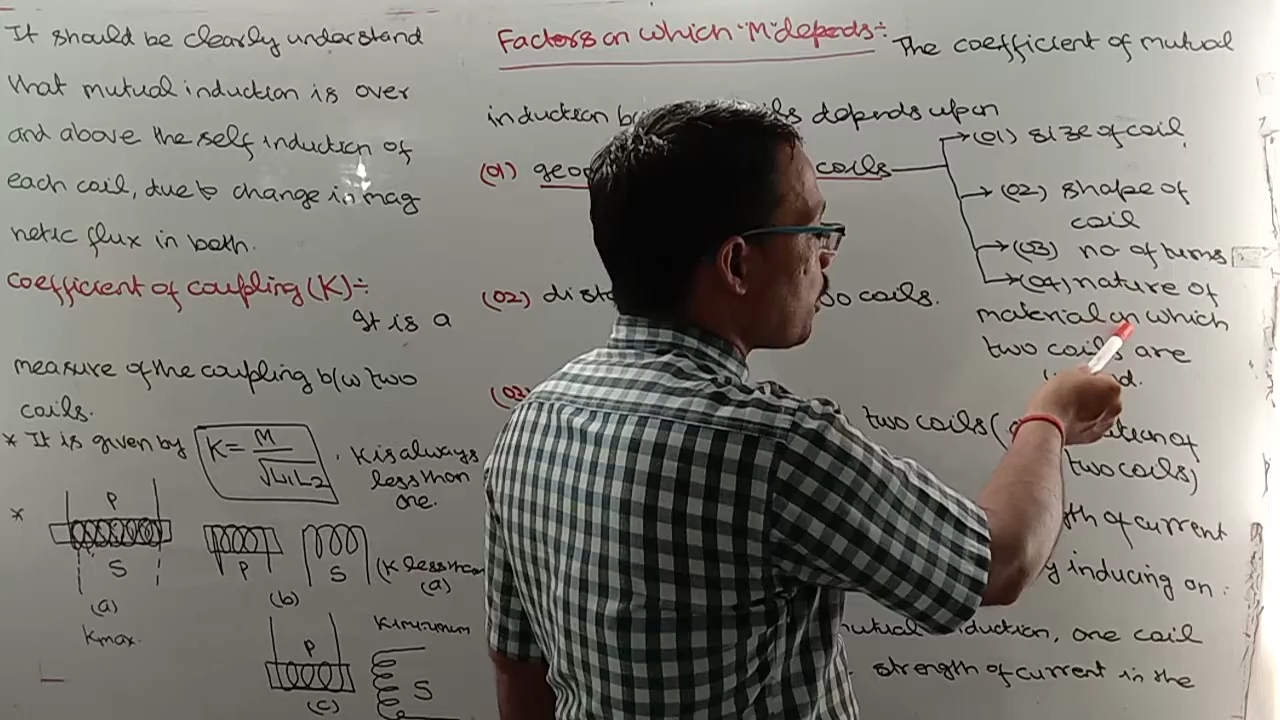 It should be clearly understand
that mutual induction is over
and above the self induction of
each coil, due to change in mag
netic flux in both.
coefficient of coupling (K) :-
It is a
measure of the coupling b/w two
coils.
* It is given by K = M / √L1L2 . K is always
less than
one.
*
P
S
(a)
Kmax.
P
S
(K less than
(a)
(b)
P
S
K minimum
(c)
Factors on which "M" depends :- The coefficient of mutual
induction depends upon
(01) coils
(01) size of coil
(02) shape of
coil
(03) no of turns
(04) nature of
material on which
two coils are
(02) coils.
(03)
two coils ( of
two coils)
of current
inducing on
induction, one coil
strength of current in the